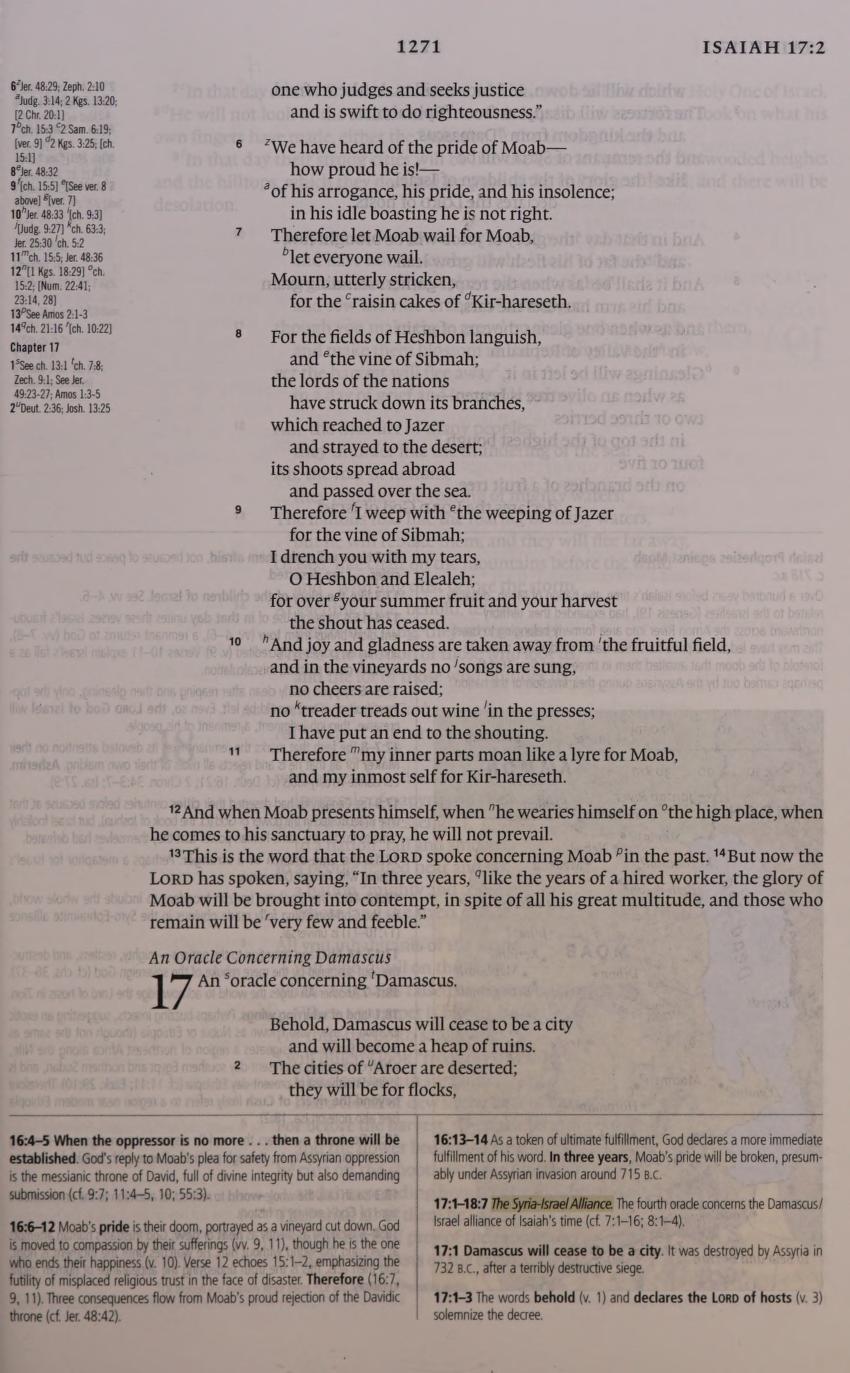 1271
ISAIAH 17:2
6 z Jer. 48:29; Zeph. 2:10
a Judg. 3:14; 2 Kgs. 13:20;
[2 Chr. 20:1]
7 b ch. 15:3 c 2 Sam. 6:19;
[ver. 9] d 2 Kgs. 3:25; [ch.
15:1]
8 e Jer. 48:32
9 f [ch. 15:5] e [See ver. 8
above] g [ver. 7]
10 h Jer. 48:33 i [ch. 9:3]
j [Judg. 9:27] k ch. 63:3;
Jer. 25:30 l ch. 5:2
11 m ch. 15:5; Jer. 48:36
12 n [1 Kgs. 18:29] o ch.
15:2; [Num. 22:41;
23:14, 28]
13 p See Amos 2:1-3
14 q ch. 21:16 r [ch. 10:22]
Chapter 17
1 s See ch. 13:1 t ch. 7:8;
Zech. 9:1; See Jer.
49:23-27; Amos 1:3-5
2 u Deut. 2:36; Josh. 13:25
one who judges and seeks justice
and is swift to do righteousness.”
6 z We have heard of the pride of Moab—
how proud he is!—
a of his arrogance, his pride, and his insolence;
in his idle boasting he is not right.
7 Therefore let Moab wail for Moab,
b let everyone wail.
Mourn, utterly stricken,
for the c raisin cakes of d Kir-hareseth.
8 For the fields of Heshbon languish,
and e the vine of Sibmah;
the lords of the nations
have struck down its branches,
which reached to Jazer
and strayed to the desert;
its shoots spread abroad
and passed over the sea.
9 Therefore f I weep with e the weeping of Jazer
for the vine of Sibmah;
I drench you with my tears,
O Heshbon and Elealeh;
for over g your summer fruit and your harvest
the shout has ceased.
10 h And joy and gladness are taken away from i the fruitful field,
and in the vineyards no j songs are sung,
no cheers are raised;
no k treader treads out wine l in the presses;
I have put an end to the shouting.
11 Therefore m my inner parts moan like a lyre for Moab,
and my inmost self for Kir-hareseth.
12 And when Moab presents himself, when n he wearies himself on o the high place, when
he comes to his sanctuary to pray, he will not prevail.
13 This is the word that the LORD spoke concerning Moab p in the past. 14 But now the
LORD has spoken, saying, “In three years, q like the years of a hired worker, the glory of
Moab will be brought into contempt, in spite of all his great multitude, and those who
remain will be r very few and feeble.”
An Oracle Concerning Damascus
17 An s oracle concerning t Damascus.
Behold, Damascus will cease to be a city
and will become a heap of ruins.
2 The cities of u Aroer are deserted;
they will be for flocks,
16:4–5 When the oppressor is no more . . . then a throne will be
established. God's reply to Moab's plea for safety from Assyrian oppression
is the messianic throne of David, full of divine integrity but also demanding
submission (cf. 9:7; 11:4–5, 10; 55:3).
16:6–12 Moab's pride is their doom, portrayed as a vineyard cut down. God
is moved to compassion by their sufferings (vv. 9, 11), though he is the one
who ends their happiness (v. 10). Verse 12 echoes 15:1–2, emphasizing the
futility of misplaced religious trust in the face of disaster. Therefore (16:7,
9, 11). Three consequences flow from Moab's proud rejection of the Davidic
throne (cf. Jer. 48:42).
16:13–14 As a token of ultimate fulfillment, God declares a more immediate
fulfillment of his word. In three years, Moab's pride will be broken, presum-
ably under Assyrian invasion around 715 B.C.
17:1–18:7 The Syria-Israel Alliance. The fourth oracle concerns the Damascus/
Israel alliance of Isaiah's time (cf. 7:1–16; 8:1–4).
17:1 Damascus will cease to be a city. It was destroyed by Assyria in
732 B.C., after a terribly destructive siege.
17:1–3 The words behold (v. 1) and declares the LORD of hosts (v. 3)
solemnize the decree.